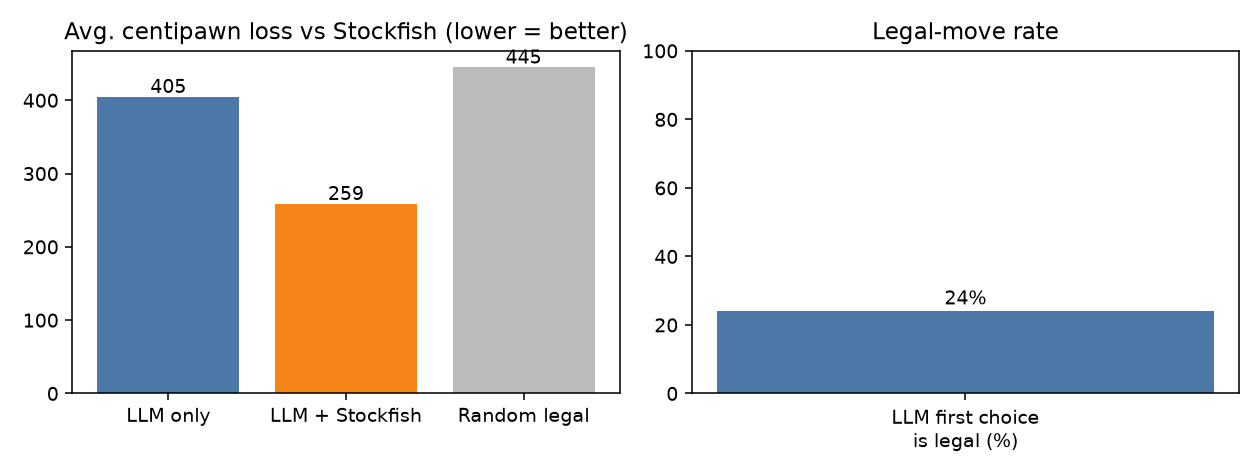 Avg. centipawn loss vs Stockfish (lower = better)
400
300
200
100
0
405
259
445
LLM only
LLM + Stockfish
Random legal
Legal-move rate
100
80
60
40
20
0
24%
LLM first choice
is legal (%)